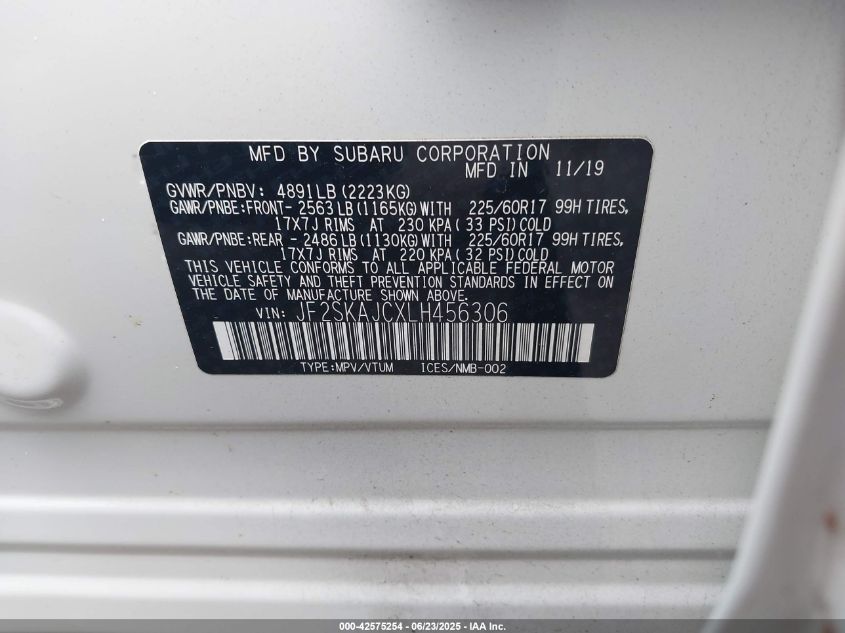 MFD BY SUBARU CORPORATION
MFD IN 11/19
GVWR/PNBV: 4891LB (2223KG)
GAWR/PNBE:FRONT- 2563 LB (1165KG) WITH 225/60R17 99H TIRES,
17X7J RIMS AT 230 KPA ( 33 PSI) COLD
GAWR/PNBE:REAR - 2486 LB (1130KG) WITH 225/60R17 99H TIRES,
17X7J RIMS AT 220 KPA ( 32 PSI) COLD
THIS VEHICLE CONFORMS TO ALL APPLICABLE FEDERAL MOTOR
VEHICLE SAFETY AND THEFT PREVENTION STANDARDS IN EFFECT ON
THE DATE OF MANUFACTURE SHOWN ABOVE.
VIN: JF2SKAJCXLH456306
TYPE:MPV/VTUM ICES/NMB-002
000-42575254 - 06/23/2025 - IAA Inc.